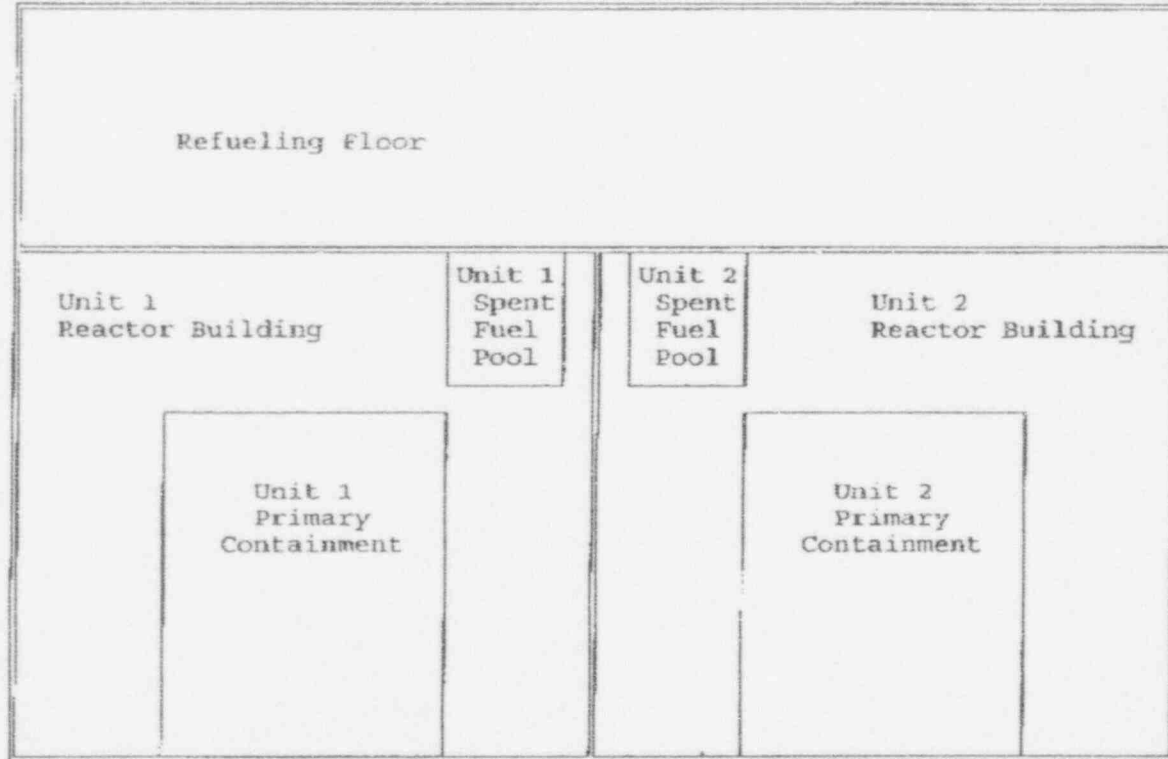 Refueling floor
Unit 1
Reactor Building
Unit 1
Spent
Fuel
Pool
Unit 2
Spent
Fuel
Pool
Unit 2
Reactor Building
Unit 1
Primary
Containment
Unit 2
Primary
Containment